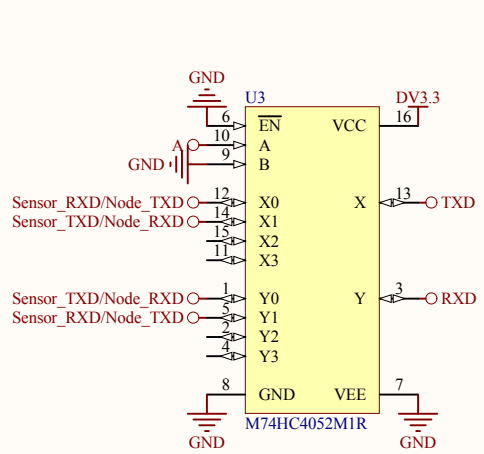 GND
U3
DV3.3
6 EN VCC 16
A 10 A
GND 9 B
Sensor_RXD/Node_TXD 12 X0 X 13 TXD
Sensor_TXD/Node_RXD 14 X1
15 X2
11 X3
Sensor_TXD/Node_RXD 1 Y0 Y 3 RXD
Sensor_RXD/Node_TXD 5 Y1
2 Y2
4 Y3
8 GND VEE 7
M74HC4052M1R
GND GND